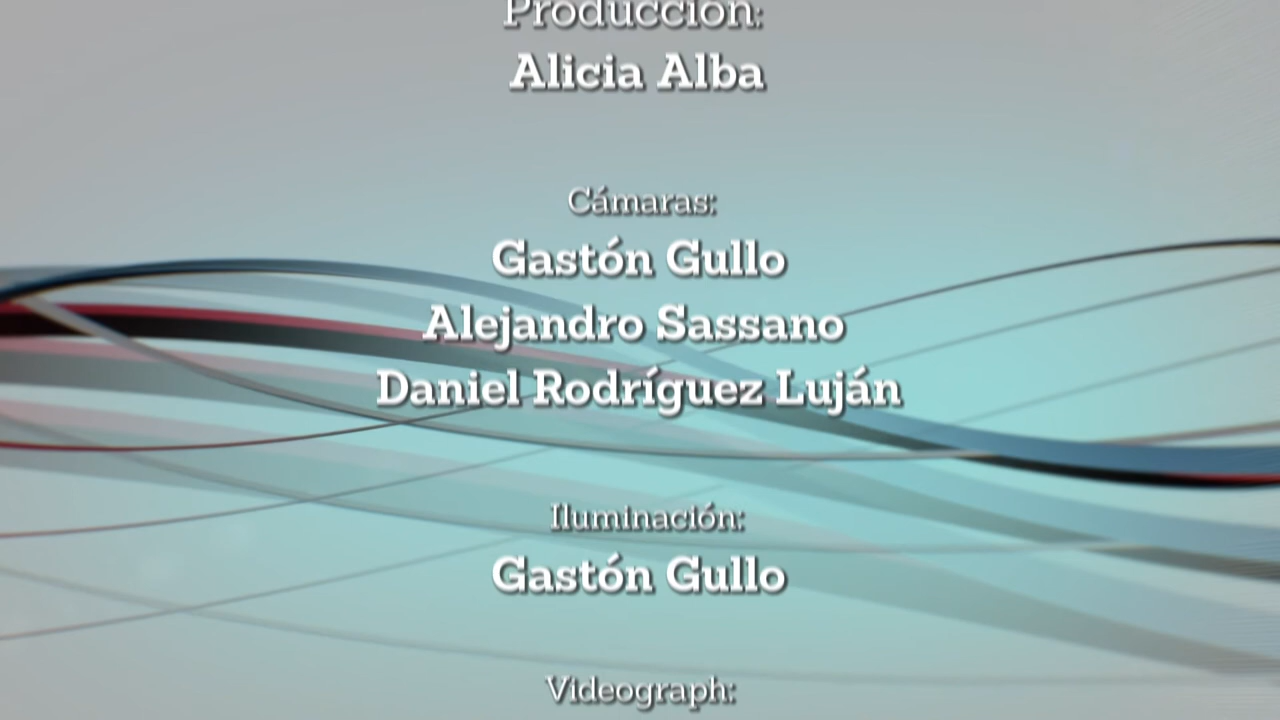 Producción:
Alicia Alba
Cámaras:
Gastón Gullo
Alejandro Sassano
Daniel Rodríguez Luján
Iluminación:
Gastón Gullo
Videograph: